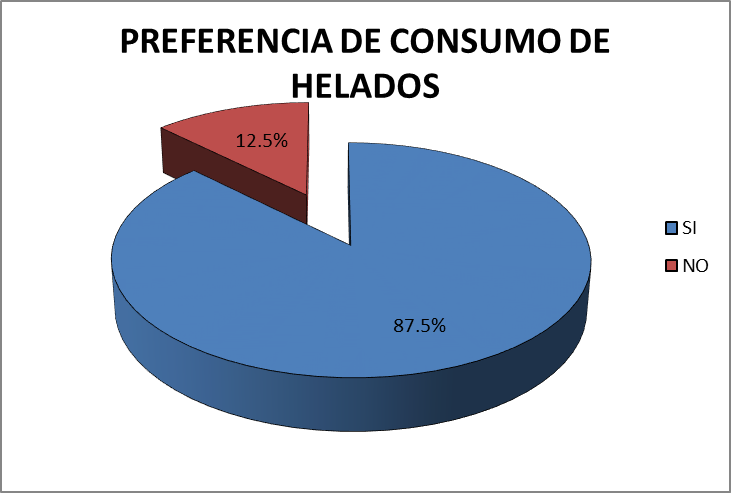 PREFERENCIA DE CONSUMO DE
HELADOS
12.5%
SI
NO
87.5%